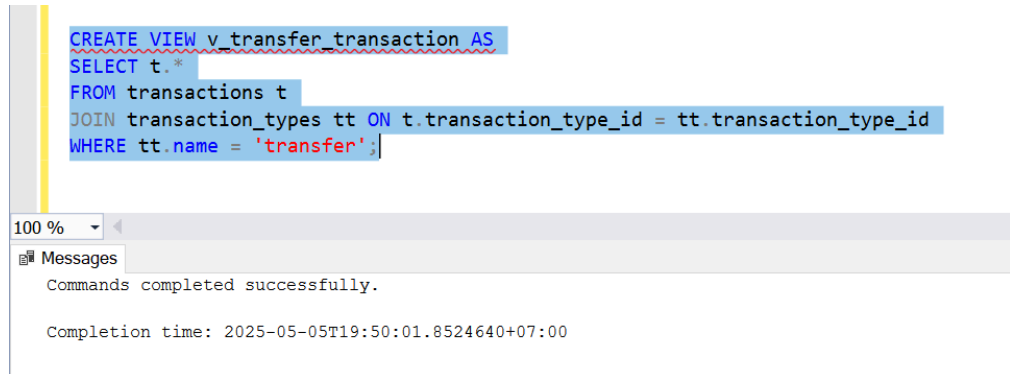 CREATE VIEW v_transfer_transaction AS
SELECT t.*
FROM transactions t
JOIN transaction_types tt ON t.transaction_type_id = tt.transaction_type_id
WHERE tt.name = 'transfer';
100 %
Messages
Commands completed successfully.
Completion time: 2025-05-05T19:50:01.8524640+07:00